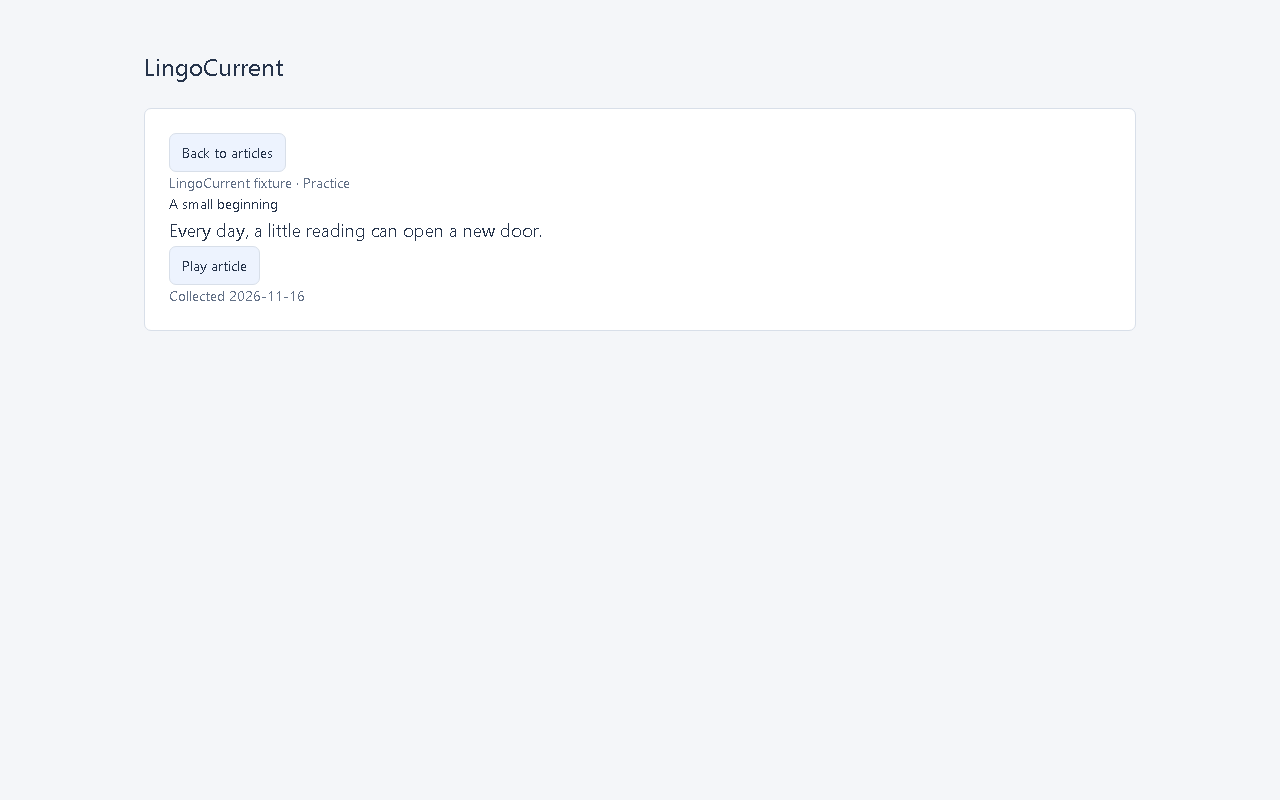 LingoCurrent
Back to articles
LingoCurrent fixture · Practice
A small beginning
Every day, a little reading can open a new door.
Play article
Collected 2026-11-16